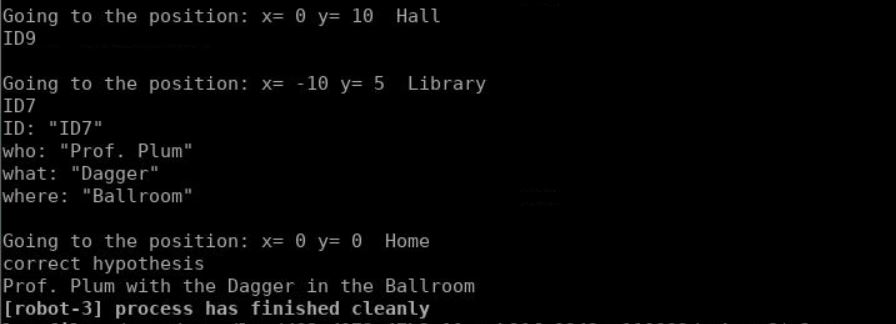 Going to the position: x= 0 y= 10  Hall
ID9
Going to the position: x= -10 y= 5  Library
ID7
ID: "ID7"
who: "Prof. Plum"
what: "Dagger"
where: "Ballroom"
Going to the position: x= 0 y= 0  Home
correct hypothesis
Prof. Plum with the Dagger in the Ballroom
[robot-3] process has finished cleanly